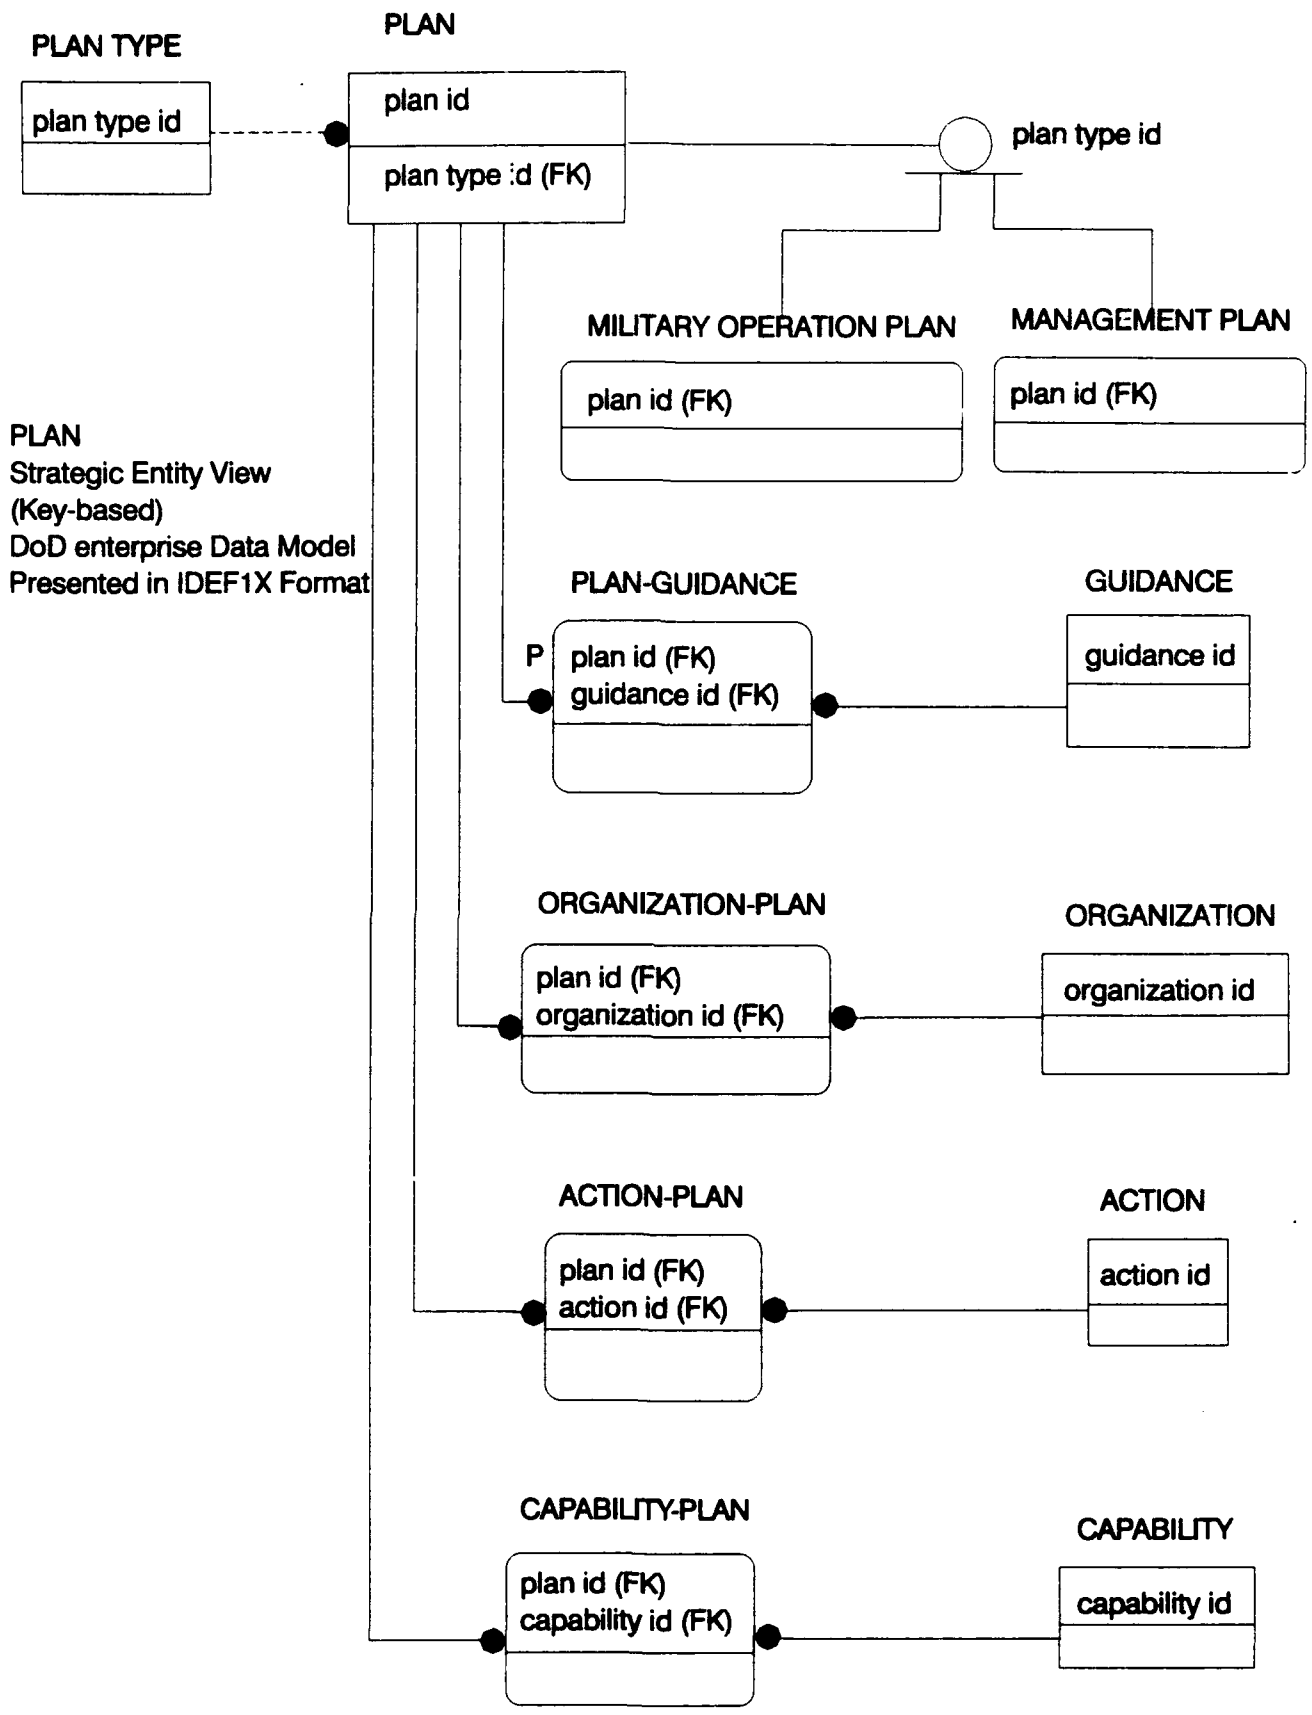 PLAN
PLAN TYPE
plan id
plan type id
plan type id (FK)
plan type id
MILITARY OPERATION PLAN
MANAGEMENT PLAN
plan id (FK)
plan id (FK)
PLAN
Strategic Entity View
(Key-based)
DoD enterprise Data Model
Presented in IDEF1X Format
PLAN-GUIDANCE
GUIDANCE
P
plan id (FK)
guidance id (FK)
guidance id
ORGANIZATION-PLAN
ORGANIZATION
plan id (FK)
organization id (FK)
organization id
ACTION-PLAN
ACTION
plan id (FK)
action id (FK)
action id
CAPABILITY-PLAN
CAPABILITY
plan id (FK)
capability id (FK)
capability id